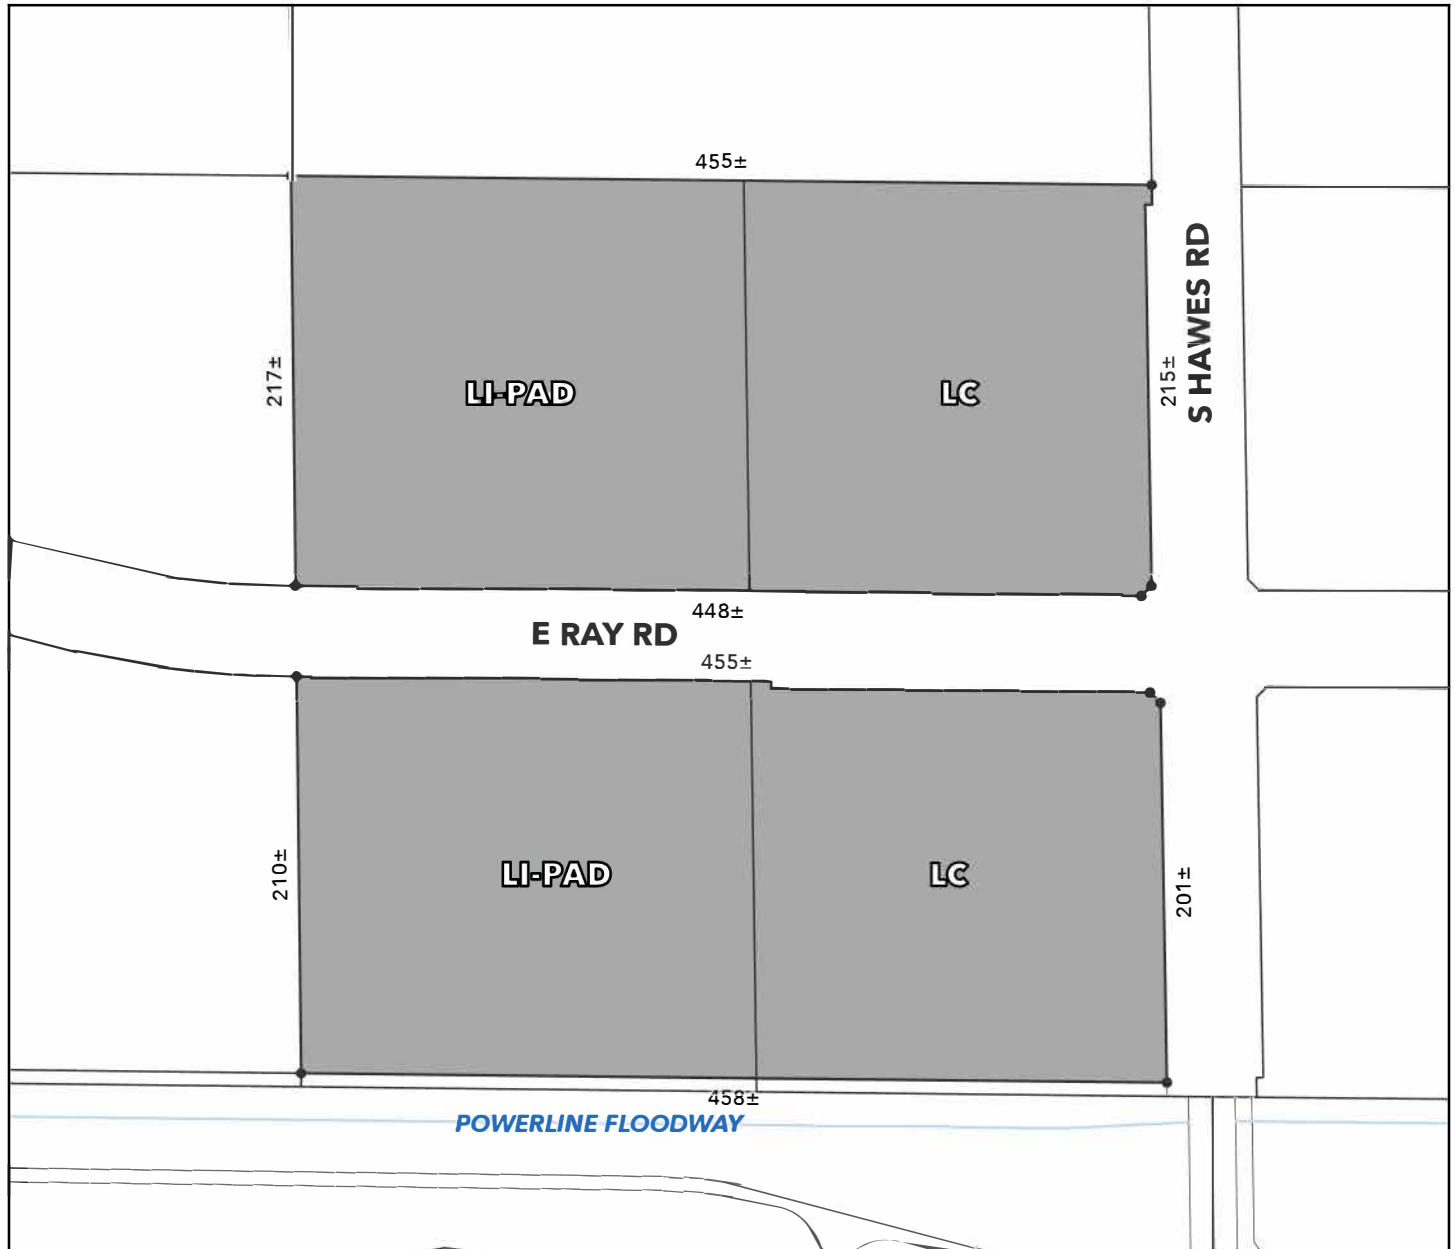 455±
S HAWES RD
217±
LI-PAD
LC
215±
448±
E RAY RD
455±
210±
LI-PAD
LC
201±
458±
POWERLINE FLOODWAY